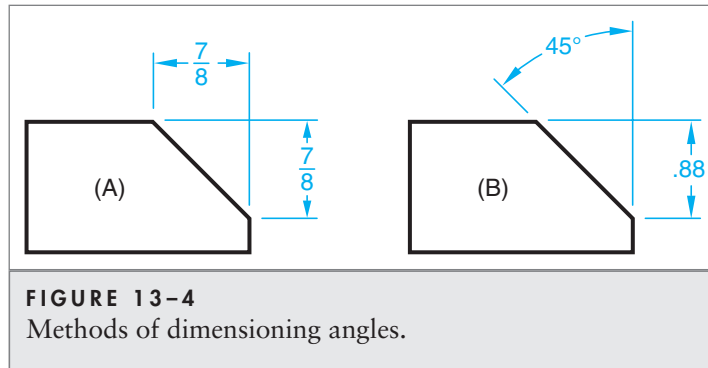 7/8
7/8
(A)
45°
.88
(B)
FIGURE 13–4
Methods of dimensioning angles.